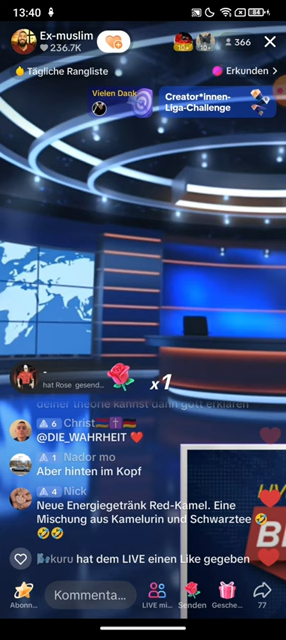 13:40
Ex-muslim
236.7K
10+
10+
366
Tägliche Rangliste
Erkunden >
Vielen Dank
Creator*innen-
Liga-Challenge
-
hat Rose gesend...
x1
deiner theorie kannst dann gott erklären
6 Christ
@DIE_WAHRHEIT ❤️
1 Nador mo
Aber hinten im Kopf
4 Nick
Neue Energiegetränk Red-Kamel. Eine
Mischung aus Kamelurin und Schwarztee 🤣
🤣🤣
kuru hat dem LIVE einen Like gegeben
Abonn...
Kommenta...
LIVE mi...
Senden
Gesche...
77